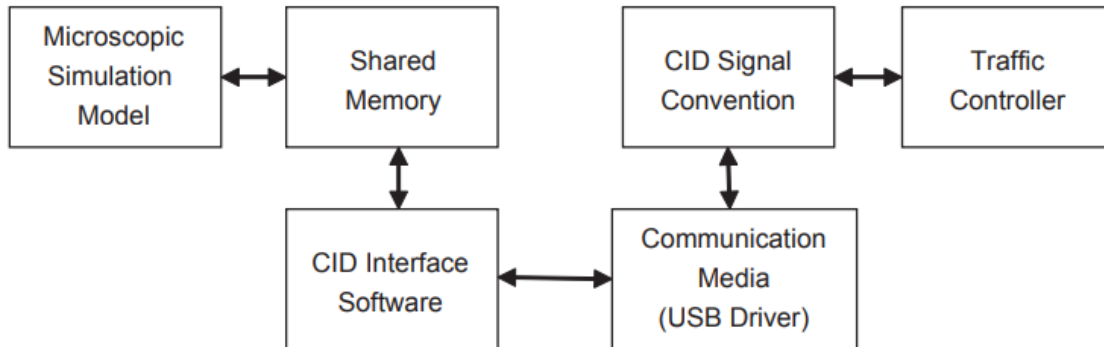 Microscopic
Simulation
Model
Shared
Memory
CID Signal
Convention
Traffic
Controller
CID Interface
Software
Communication
Media
(USB Driver)